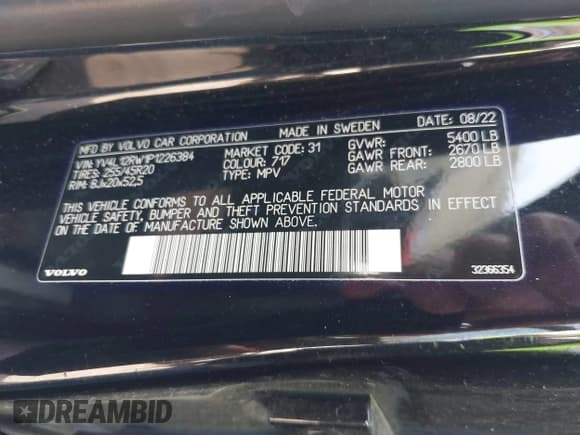 MFD BY VOLVO CAR CORPORATION MADE IN SWEDEN DATE: 08/22
VIN: YV4L12RW1P1226384 MARKET CODE: 31 GVWR: 5400 LB
TIRES: 255/45R20 COLOUR: 717 GAWR FRONT: 2670 LB
RIM: 8Jx20x52,5 TYPE: MPV GAWR REAR: 2800 LB
THIS VEHICLE CONFORMS TO ALL APPLICABLE FEDERAL MOTOR
VEHICLE SAFETY, BUMPER, AND THEFT PREVENTION STANDARDS IN EFFECT
ON DATE OF MANUFACTURE SHOWN ABOVE.
VOLVO 32366354
DREAMBID